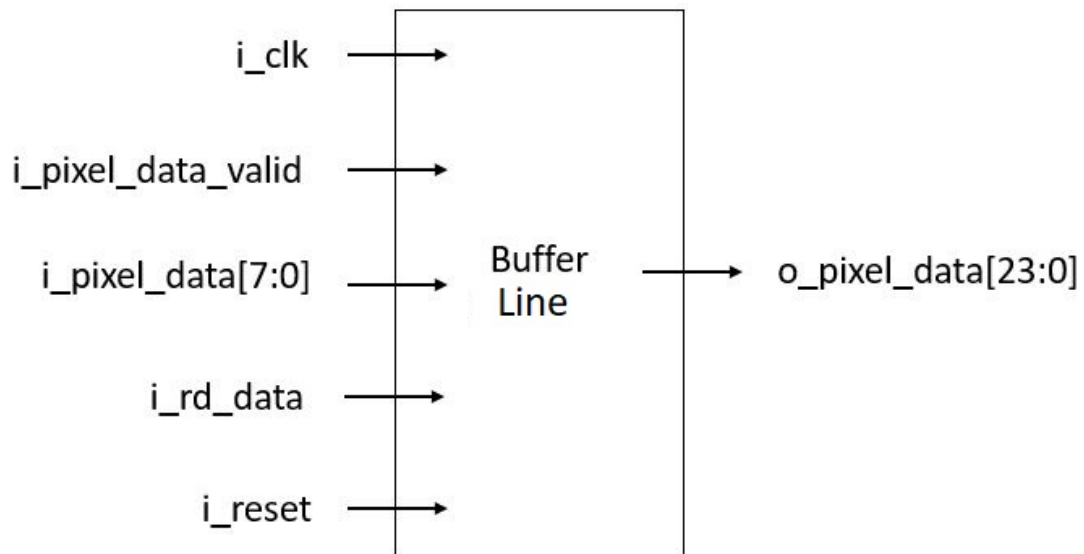 i_clk
i_pixel_data_valid
i_pixel_data[7:0]
i_rd_data
i_reset
Buffer
Line
o_pixel_data[23:0]